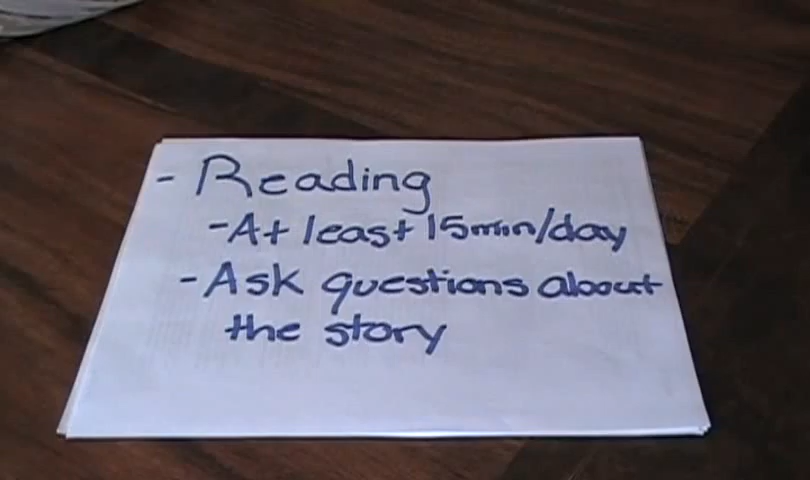 - Reading
- At least 15min/day
- Ask questions about
the story